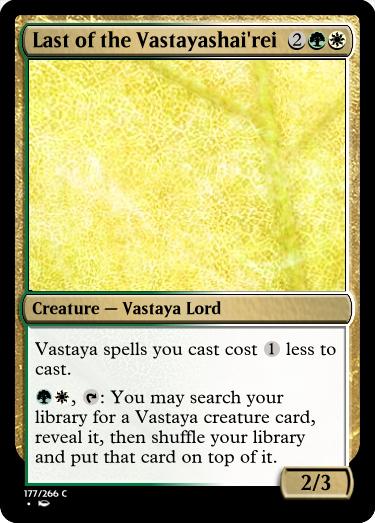 Last of the Vastayashai'rei 2
Creature — Vastaya Lord
Vastaya spells you cast cost 1 less to
cast.
, : You may search your
library for a Vastaya creature card,
reveal it, then shuffle your library
and put that card on top of it.
2/3
177/266 C